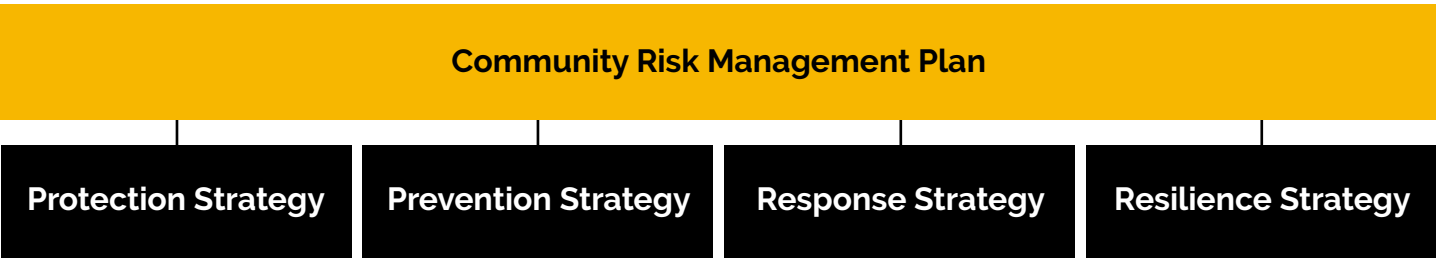 Community Risk Management Plan
Protection Strategy
Prevention Strategy
Response Strategy
Resilience Strategy